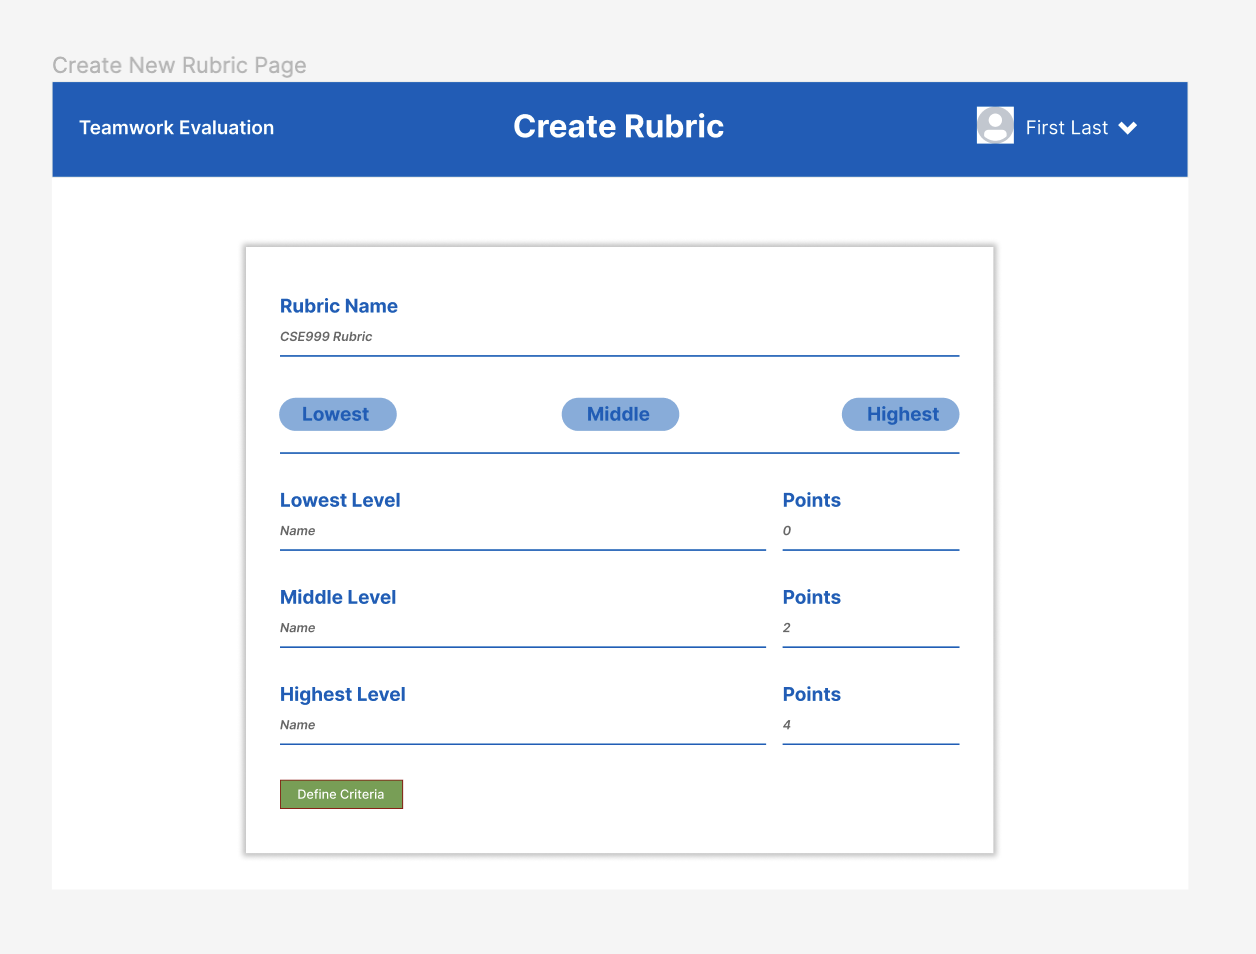 Create New Rubric Page
Teamwork Evaluation
Create Rubric
First Last
Rubric Name
CSE999 Rubric
Lowest Middle Highest
Lowest Level Points
Name 0
Middle Level Points
Name 2
Highest Level Points
Name 4
Define Criteria